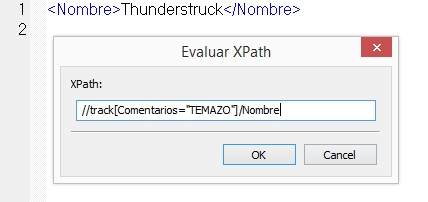 1 <Nombre>Thunderstruck</Nombre>
2
Evaluar XPath
XPath:
//track[Comentarios="TEMAZO"]/Nombre
OK Cancel